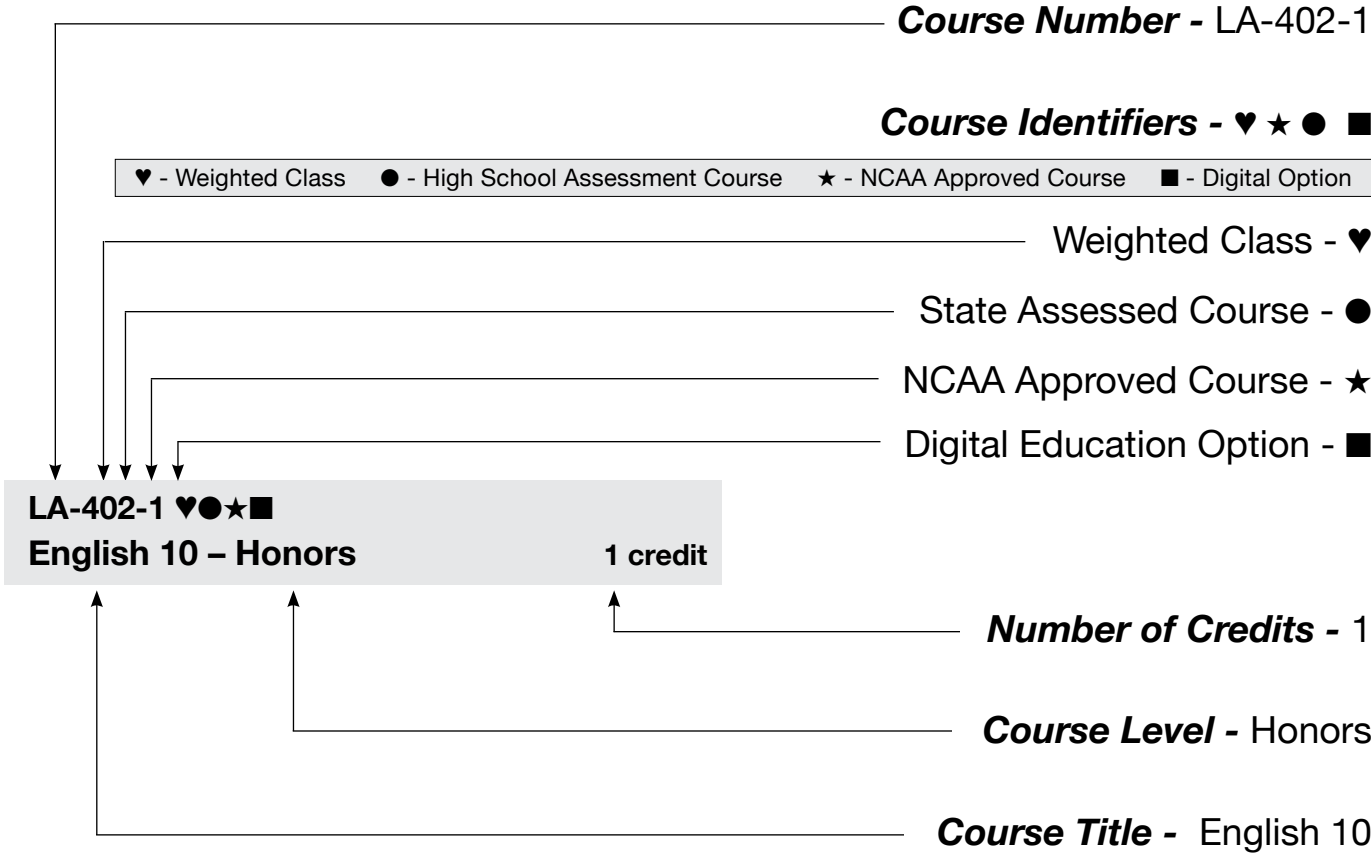 Course Number - LA-402-1
Course Identifiers - ♥ ★ ● ■
♥ - Weighted Class ● - High School Assessment Course ★ - NCAA Approved Course ■ - Digital Option
Weighted Class - ♥
State Assessed Course - ●
NCAA Approved Course - ★
Digital Education Option - ■
LA-402-1 ♥●★■
English 10 – Honors 1 credit
Number of Credits - 1
Course Level - Honors
Course Title - English 10